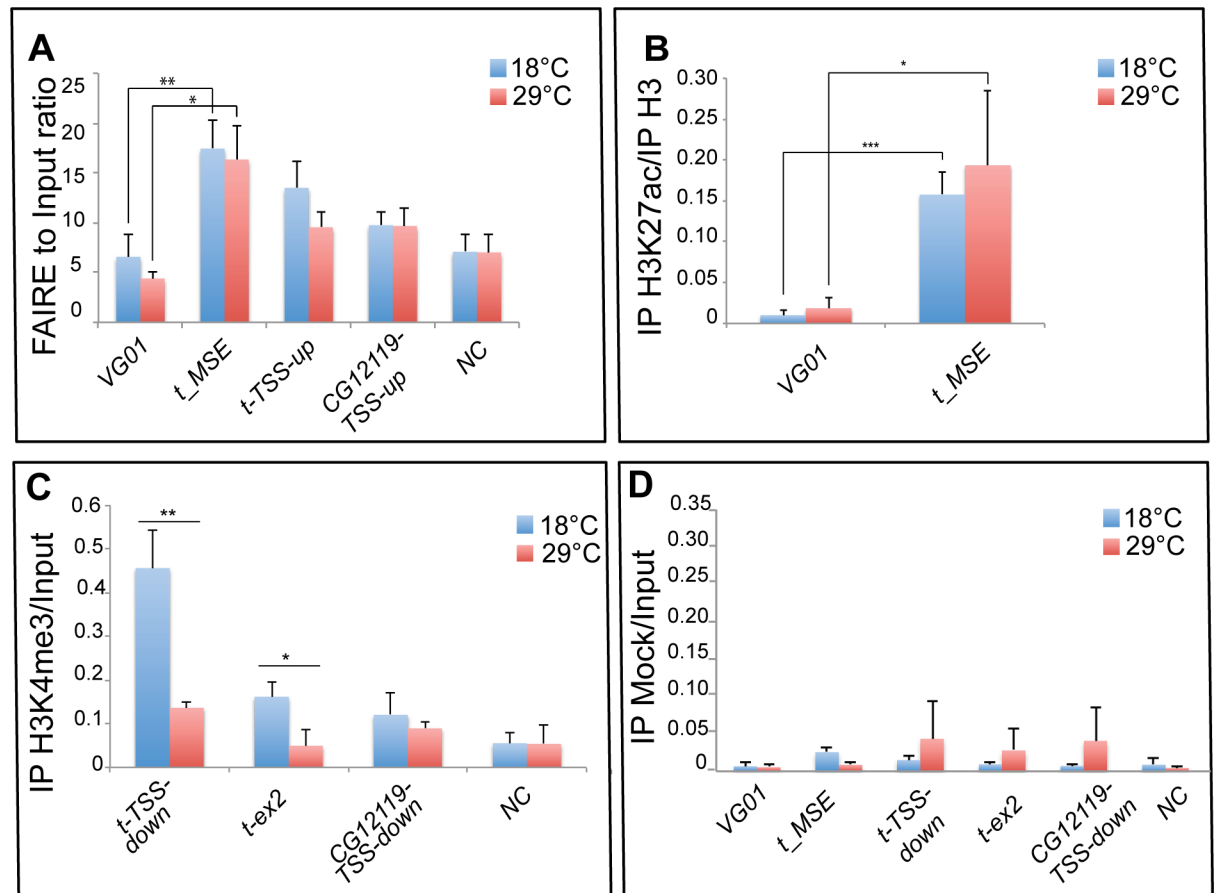 A
FAIRE to Input ratio
25
20
15
10
5
0
**
*
18°C
29°C
VG01
t_MSE
t-TSS-up
CG12119-
TSS-up
NC
B
IP H3K27ac/IP H3
0.30
0.20
0.15
0.10
0.05
0
*
***
18°C
29°C
VG01
t_MSE
C
IP H3K4me3/Input
0.6
0.5
0.4
0.3
0.2
0.1
0
**
*
18°C
29°C
t-TSS-
down
t-ex2
CG12119-
TSS-down
NC
D
IP Mock/Input
0.35
0.30
0.25
0.20
0.15
0.10
0.05
0
18°C
29°C
VG01
t_MSE
t-TSS-
down
t-ex2
CG12119-
TSS-down
NC